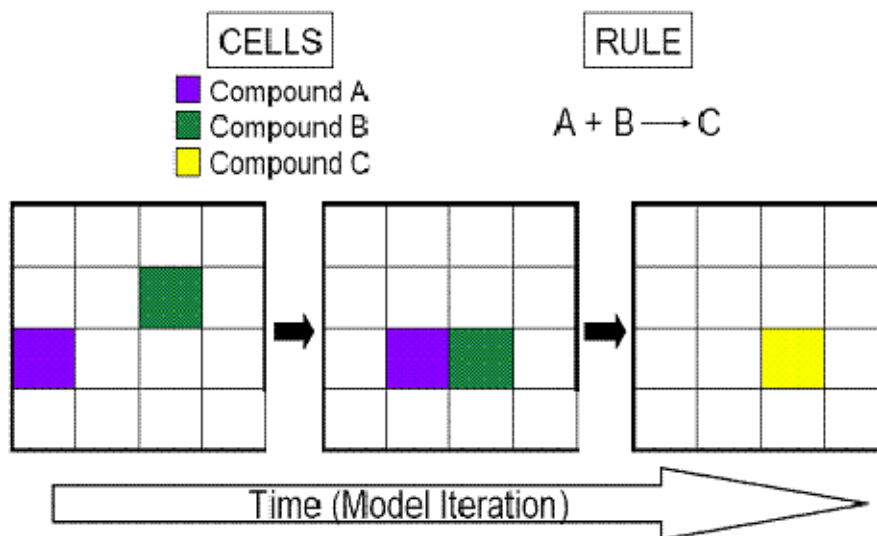 CELLS
RULE
Compound A
Compound B
Compound C
A + B → C
Time (Model Iteration)